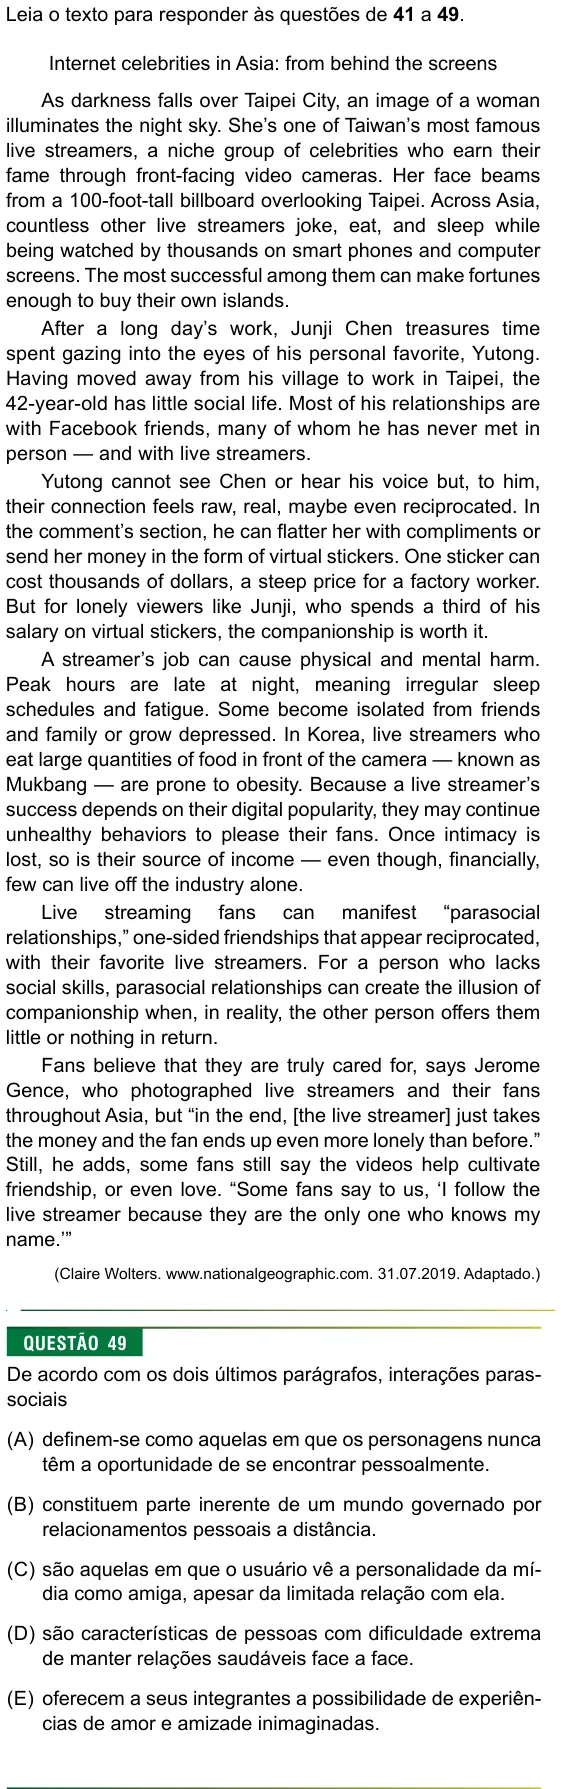 Leia o texto para responder às questões de 41 a 49.
Internet celebrities in Asia: from behind the screens
As darkness falls over Taipei City, an image of a woman
illuminates the night sky. She’s one of Taiwan’s most famous
live streamers, a niche group of celebrities who earn their
fame through front-facing video cameras. Her face beams
from a 100-foot-tall billboard overlooking Taipei. Across Asia,
countless other live streamers joke, eat, and sleep while
being watched by thousands on smart phones and computer
screens. The most successful among them can make fortunes
enough to buy their own islands.
After a long day’s work, Junji Chen treasures time
spent gazing into the eyes of his personal favorite, Yutong.
Having moved away from his village to work in Taipei, the
42-year-old has little social life. Most of his relationships are
with Facebook friends, many of whom he has never met in
person — and with live streamers.
Yutong cannot see Chen or hear his voice but, to him,
their connection feels raw, real, maybe even reciprocated. In
the comment’s section, he can flatter her with compliments or
send her money in the form of virtual stickers. One sticker can
cost thousands of dollars, a steep price for a factory worker.
But for lonely viewers like Junji, who spends a third of his
salary on virtual stickers, the companionship is worth it.
A streamer’s job can cause physical and mental harm.
Peak hours are late at night, meaning irregular sleep
schedules and fatigue. Some become isolated from friends
and family or grow depressed. In Korea, live streamers who
eat large quantities of food in front of the camera — known as
Mukbang — are prone to obesity. Because a live streamer’s
success depends on their digital popularity, they may continue
unhealthy behaviors to please their fans. Once intimacy is
lost, so is their source of income — even though, financially,
few can live off the industry alone.
Live streaming fans can manifest “parasocial
relationships,” one-sided friendships that appear reciprocated,
with their favorite live streamers. For a person who lacks
social skills, parasocial relationships can create the illusion of
companionship when, in reality, the other person offers them
little or nothing in return.
Fans believe that they are truly cared for, says Jerome
Gence, who photographed live streamers and their fans
throughout Asia, but “in the end, [the live streamer] just takes
the money and the fan ends up even more lonely than before.”
Still, he adds, some fans still say the videos help cultivate
friendship, or even love. “Some fans say to us, ‘I follow the
live streamer because they are the only one who knows my
name.’”
(Claire Wolters. www.nationalgeographic.com. 31.07.2019. Adaptado.)
QUESTÃO 49
De acordo com os dois últimos parágrafos, interações paras-
sociais
(A) definem-se como aquelas em que os personagens nunca
têm a oportunidade de se encontrar pessoalmente.
(B) constituem parte inerente de um mundo governado por
relacionamentos pessoais a distância.
(C) são aquelas em que o usuário vê a personalidade da mí-
dia como amiga, apesar da limitada relação com ela.
(D) são características de pessoas com dificuldade extrema
de manter relações saudáveis face a face.
(E) oferecem a seus integrantes a possibilidade de experiên-
cias de amor e amizade inimaginadas.